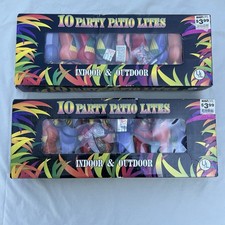 10 PARTY PATIO LITES
$3.99
INDOOR & OUTDOOR
10 PARTY PATIO LITES
$3.99
INDOOR & OUTDOOR